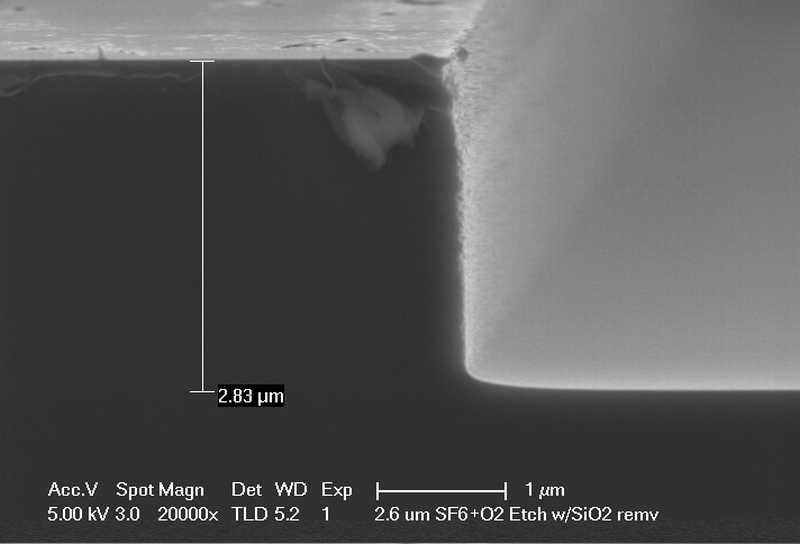 2.83 µm
Acc.V Spot Magn Det WD Exp 1 µm
5.00 kV 3.0 20000x TLD 5.2 1 2.6 um SF6+O2 Etch w/SiO2 remv